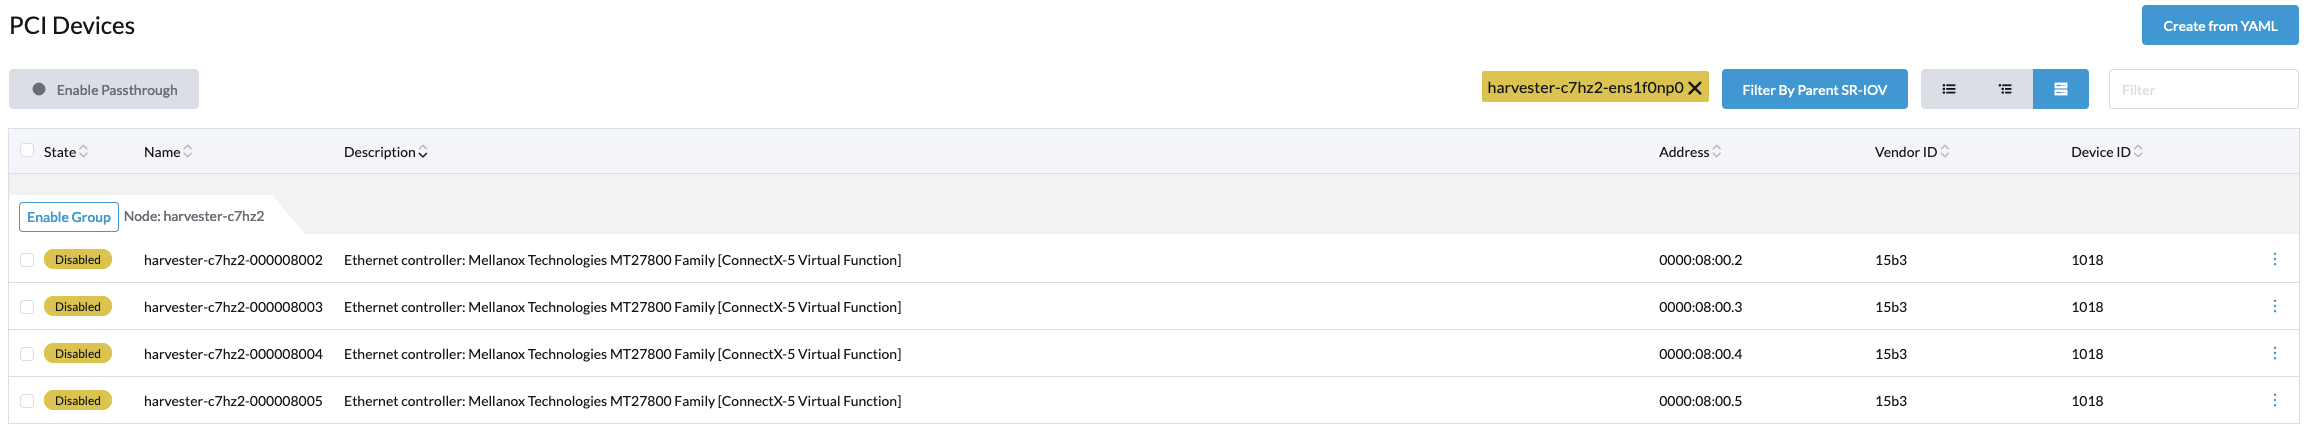 PCI Devices
Create from YAML
Enable Passthrough
harvester-c7hz2-ens1f0np0
Filter By Parent SR-IOV
Filter
State Name Description Address Vendor ID Device ID
Enable Group Node: harvester-c7hz2
Disabled harvester-c7hz2-000008002 Ethernet controller: Mellanox Technologies MT27800 Family [ConnectX-5 Virtual Function] 0000:08:00.2 15b3 1018
Disabled harvester-c7hz2-000008003 Ethernet controller: Mellanox Technologies MT27800 Family [ConnectX-5 Virtual Function] 0000:08:00.3 15b3 1018
Disabled harvester-c7hz2-000008004 Ethernet controller: Mellanox Technologies MT27800 Family [ConnectX-5 Virtual Function] 0000:08:00.4 15b3 1018
Disabled harvester-c7hz2-000008005 Ethernet controller: Mellanox Technologies MT27800 Family [ConnectX-5 Virtual Function] 0000:08:00.5 15b3 1018